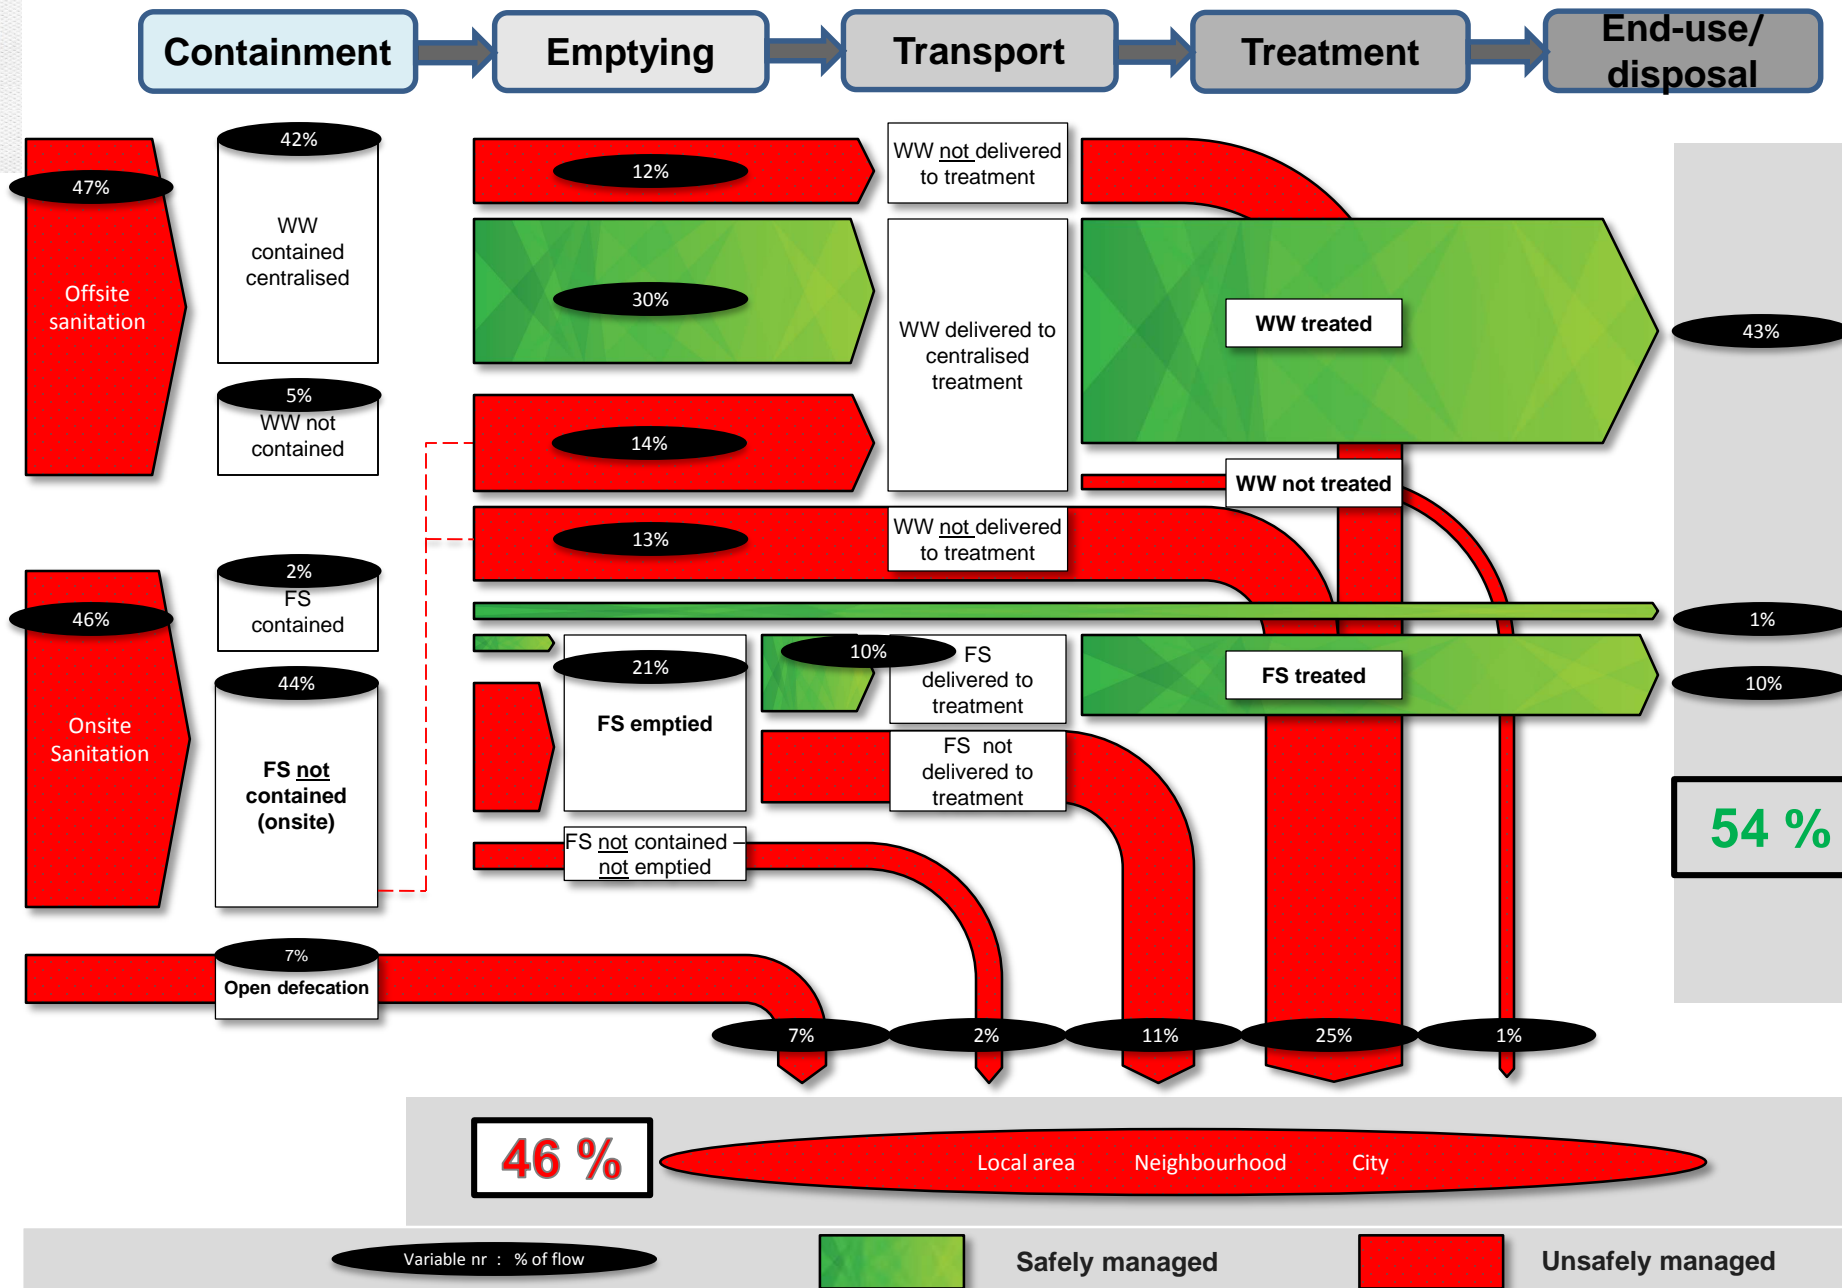 Containment
Emptying
Transport
Treatment
End-use/
disposal
47%
Offsite
sanitation
42%
WW
contained
centralised
5%
WW not
contained
12%
30%
14%
13%
WW not delivered
to treatment
WW delivered to
centralised
treatment
WW not delivered
to treatment
WW treated
WW not treated
43%
46%
Onsite
Sanitation
2%
FS
contained
44%
FS not
contained
(onsite)
21%
FS emptied
10%
FS
delivered to
treatment
FS not
delivered to
treatment
FS treated
1%
10%
54 %
FS not contained –
not emptied
7%
Open defecation
7%
2%
11%
25%
1%
46 %
Local area Neighbourhood City
Variable nr : % of flow
Safely managed
Unsafely managed